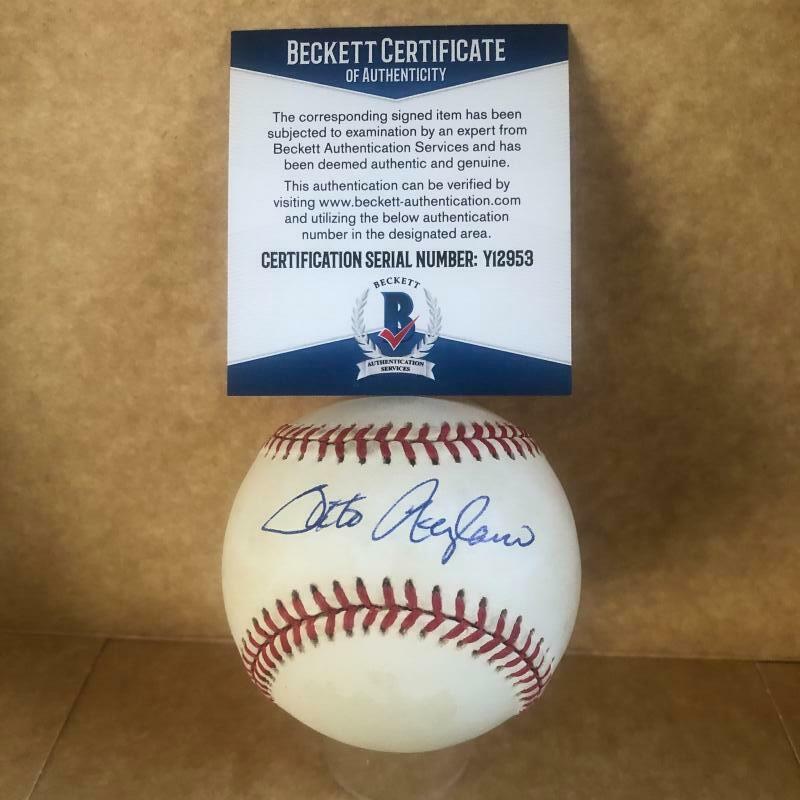 BECKETT CERTIFICATE
OF AUTHENTICITY
The corresponding signed item has been
subjected to examination by an expert from
Beckett Authentication Services and has
been deemed authentic and genuine.
This authentication can be verified by
visiting www.beckett-authentication.com
and utilizing the below authentication
number in the designated area.
CERTIFICATION SERIAL NUMBER: Y12953
BECKETT
B
AUTHENTICATION
SERVICES